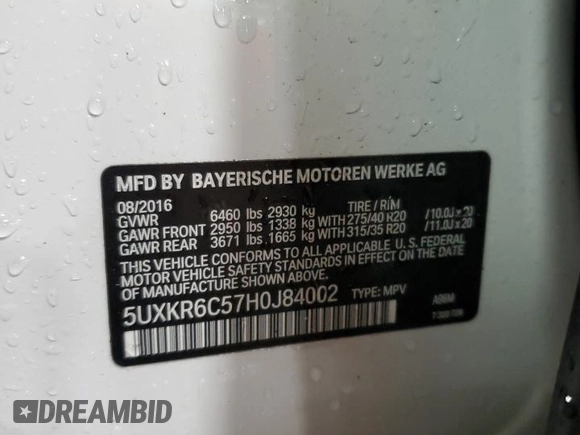 MFD BY BAYERISCHE MOTOREN WERKE AG
08/2016 TIRE / RIM
GVWR 6460 lbs 2930 kg
GAWR FRONT 2950 lbs 1338 kg WITH 275/40 R20 /10.0J x 20
GAWR REAR 3671 lbs 1665 kg WITH 315/35 R20 /11.0J x 20
THIS VEHICLE CONFORMS TO ALL APPLICABLE U.S. FEDERAL
MOTOR VEHICLE SAFETY STANDARDS IN EFFECT ON THE DATE
OF MANUFACTURE SHOWN ABOVE.
5UXKR6C57H0J84002 TYPE: MPV A96M
DREAMBID